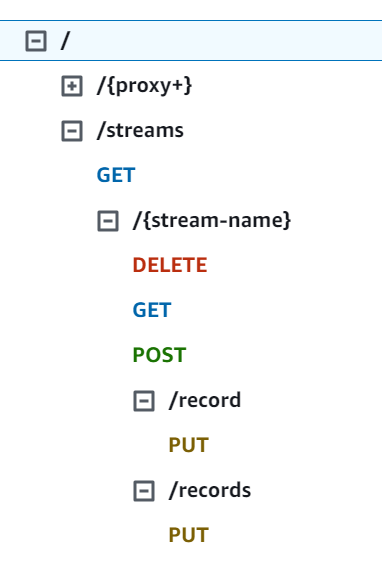 /
/{proxy+}
/streams
GET
/{stream-name}
DELETE
GET
POST
/record
PUT
/records
PUT